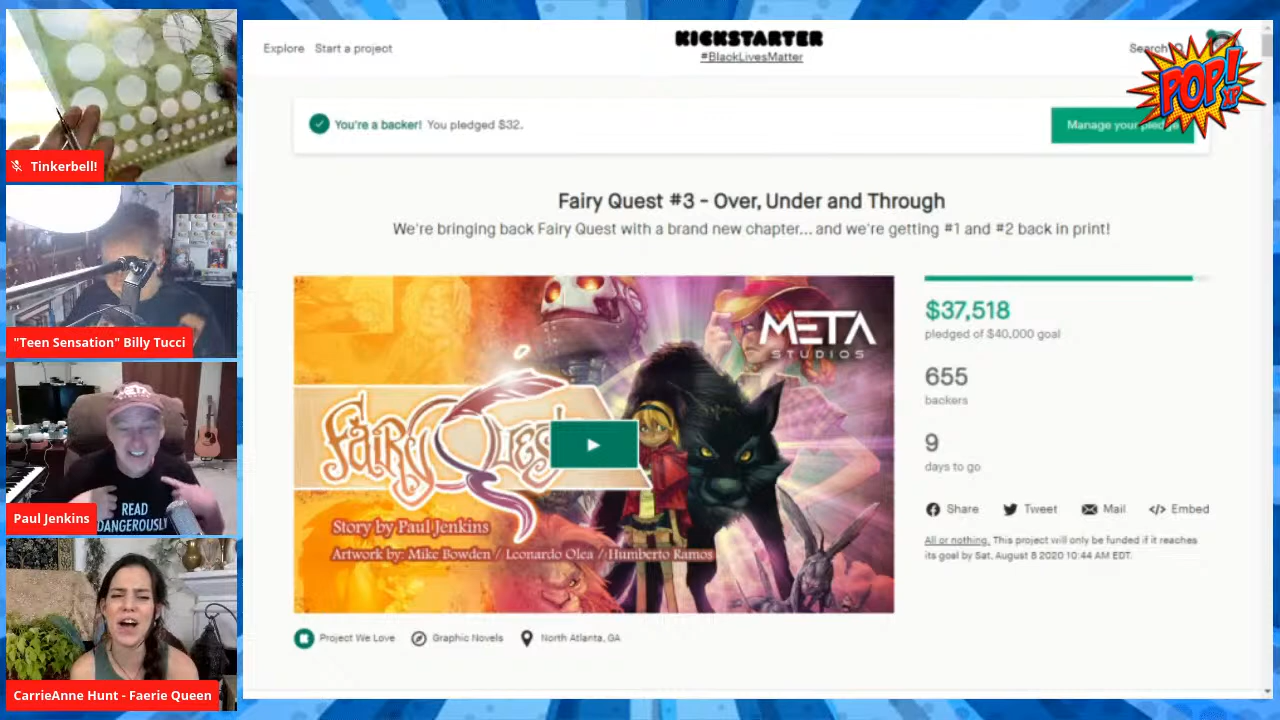 Tinkerbell!
"Teen Sensation" Billy Tucci
META
READ
DANGEROUSLY
Paul Jenkins
CarrieAnne Hunt - Faerie Queen
Explore Start a project
KICKSTARTER
#BlackLivesMatter
Search
POP! XP
You're a backer! You pledged $32.
Manage your pledge
Fairy Quest #3 - Over, Under and Through
We're bringing back Fairy Quest with a brand new chapter... and we're getting #1 and #2 back in print!
META
STUDIOS
FairyQuest
Story by Paul Jenkins
Artwork by: Mike Bowden / Leonardo Olea / Humberto Ramos
$37,518
pledged of $40,000 goal
655
backers
9
days to go
Share Tweet Mail </> Embed
All or nothing. This project will only be funded if it reaches
its goal by Sat, August 8 2020 10:44 AM EDT.
Project We Love Graphic Novels North Atlanta, GA